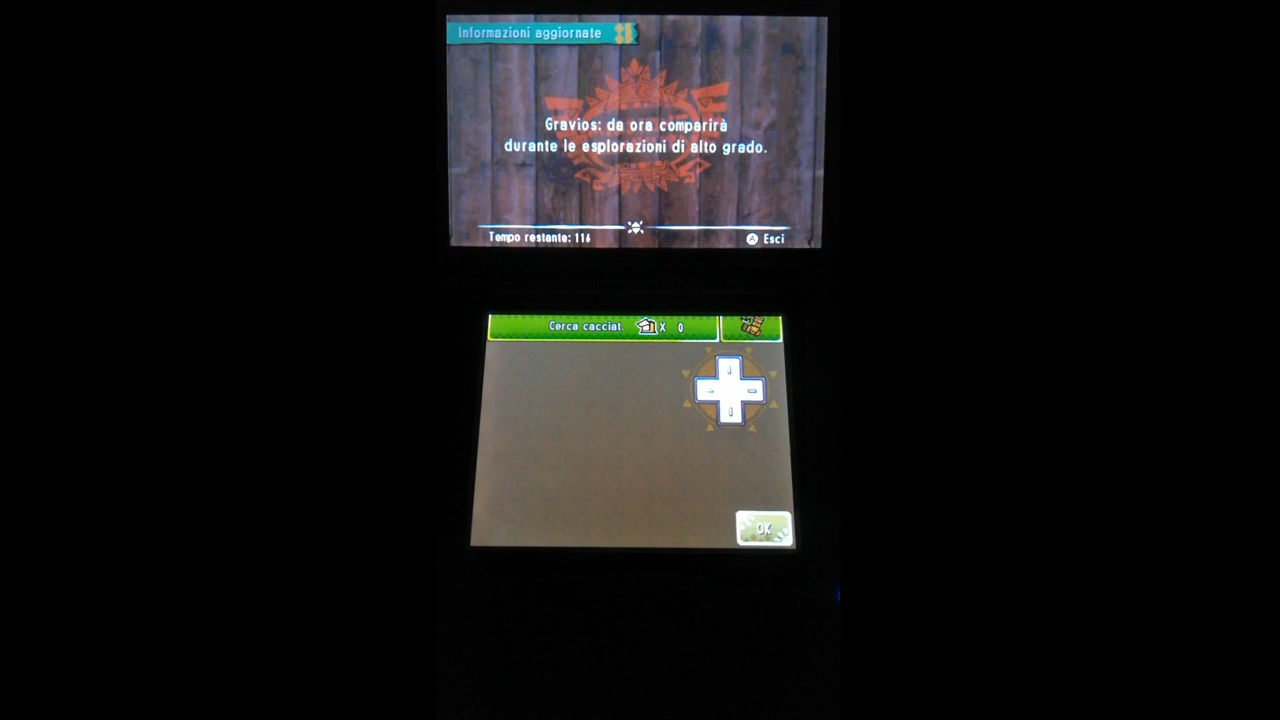 Informazioni aggiornate
Gravios: da ora comparirà
durante le esplorazioni di alto grado.
Tempo restante: 116
A Esci
Cerca cacciat. X 0
OK